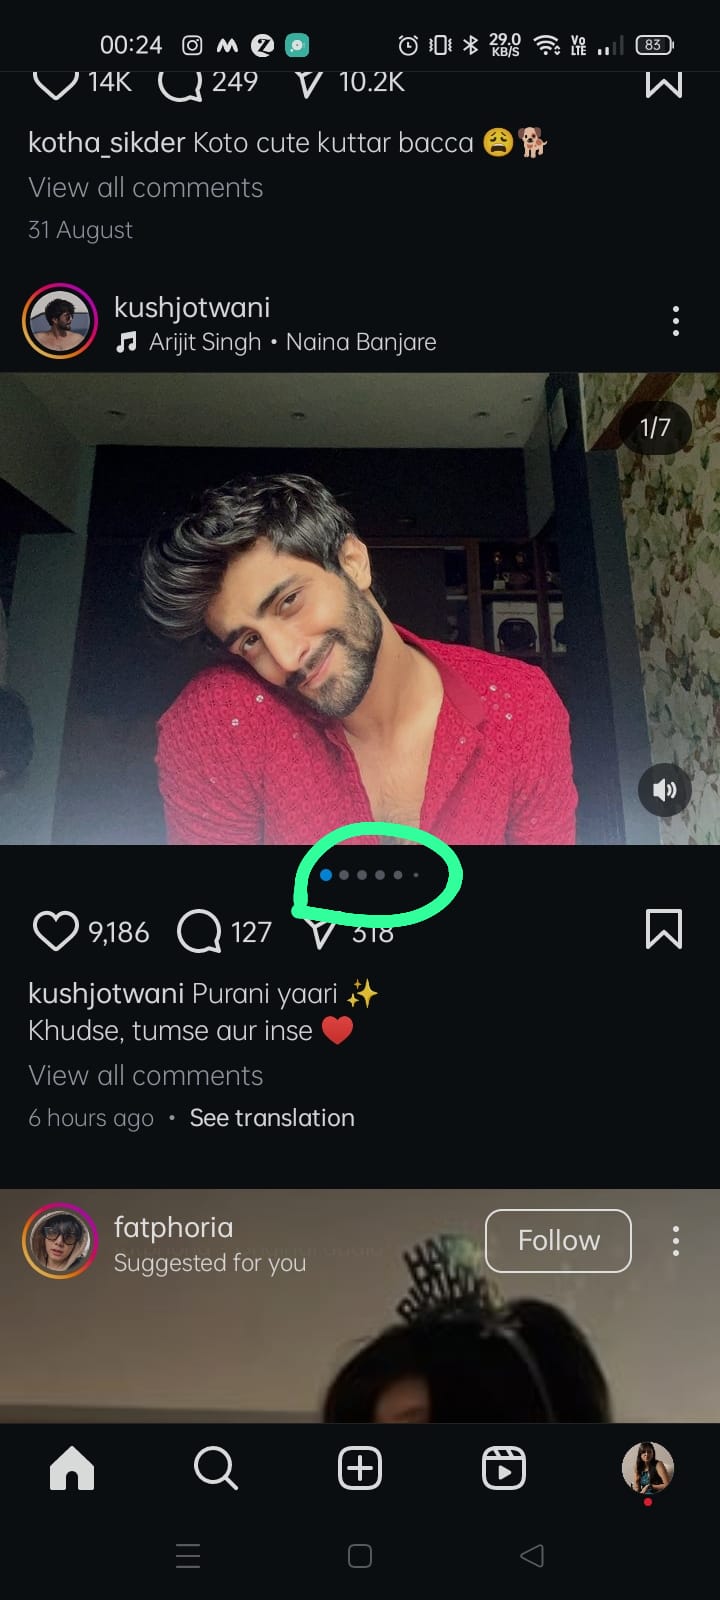 00:24 29.0 KB/S Vo LTE 83
14K 249 10.2K
kotha_sikder Koto cute kuttar bacca 😩🐕
View all comments
31 August
kushjotwani
Arijit Singh • Naina Banjare
1/7
9,186 127 318
kushjotwani Purani yaari ✨
Khudse, tumse aur inse ♥️
View all comments
6 hours ago • See translation
fatphoria
Follow
Suggested for you